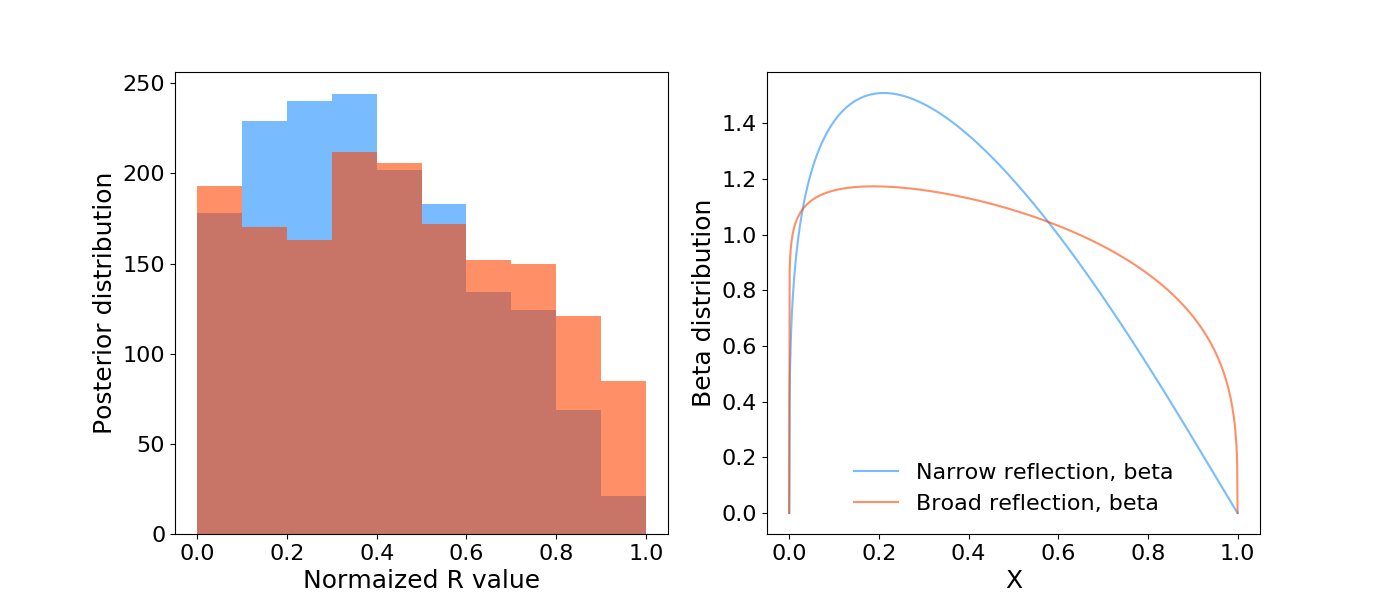 250
200
150
100
50
0
0.0 0.2 0.4 0.6 0.8 1.0
Normaized R value
Posterior distribution
1.4
1.2
1.0
0.8
0.6
0.4
0.2
0.0
0.0 0.2 0.4 0.6 0.8 1.0
X
Beta distribution
Narrow reflection, beta
Broad reflection, beta